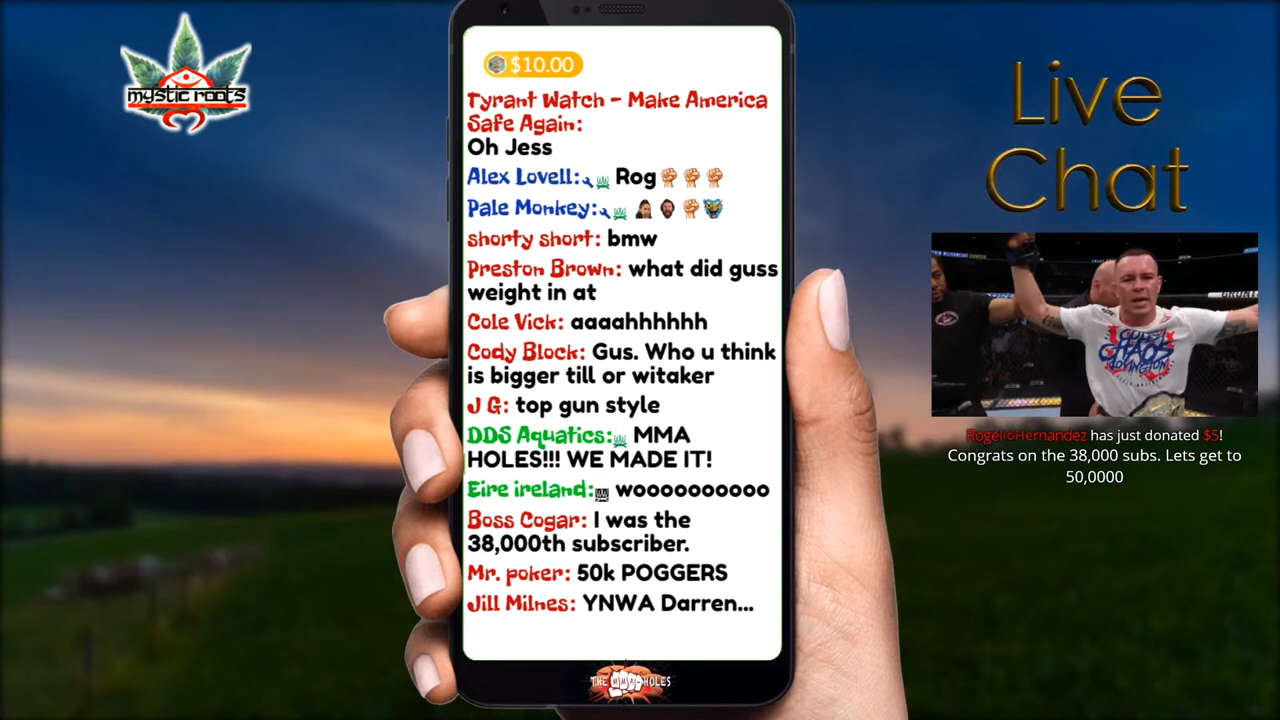 mystic roots
$10.00
Tyrant Watch - Make America
Safe Again:
Oh Jess
Alex Lovell: Rog
Pale Monkey:
shorty short: bmw
Preston Brown: what did guss
weight in at
Cole Vick: aaaahhhhhh
Cody Block: Gus. Who u think
is bigger till or witaker
J G: top gun style
DDS Aquatics: MMA
HOLES!!! WE MADE IT!
Eire ireland: woooooooooo
Boss Cogar: I was the
38,000th subscriber.
Mr. poker: 50k POGGERS
Jill Milnes: YNWA Darren...
THE MMA-HOLES
Live
Chat
COLBY
CHAOS
COVINGTON
RogelioHernandez has just donated $5!
Congrats on the 38,000 subs. Lets get to
50,0000